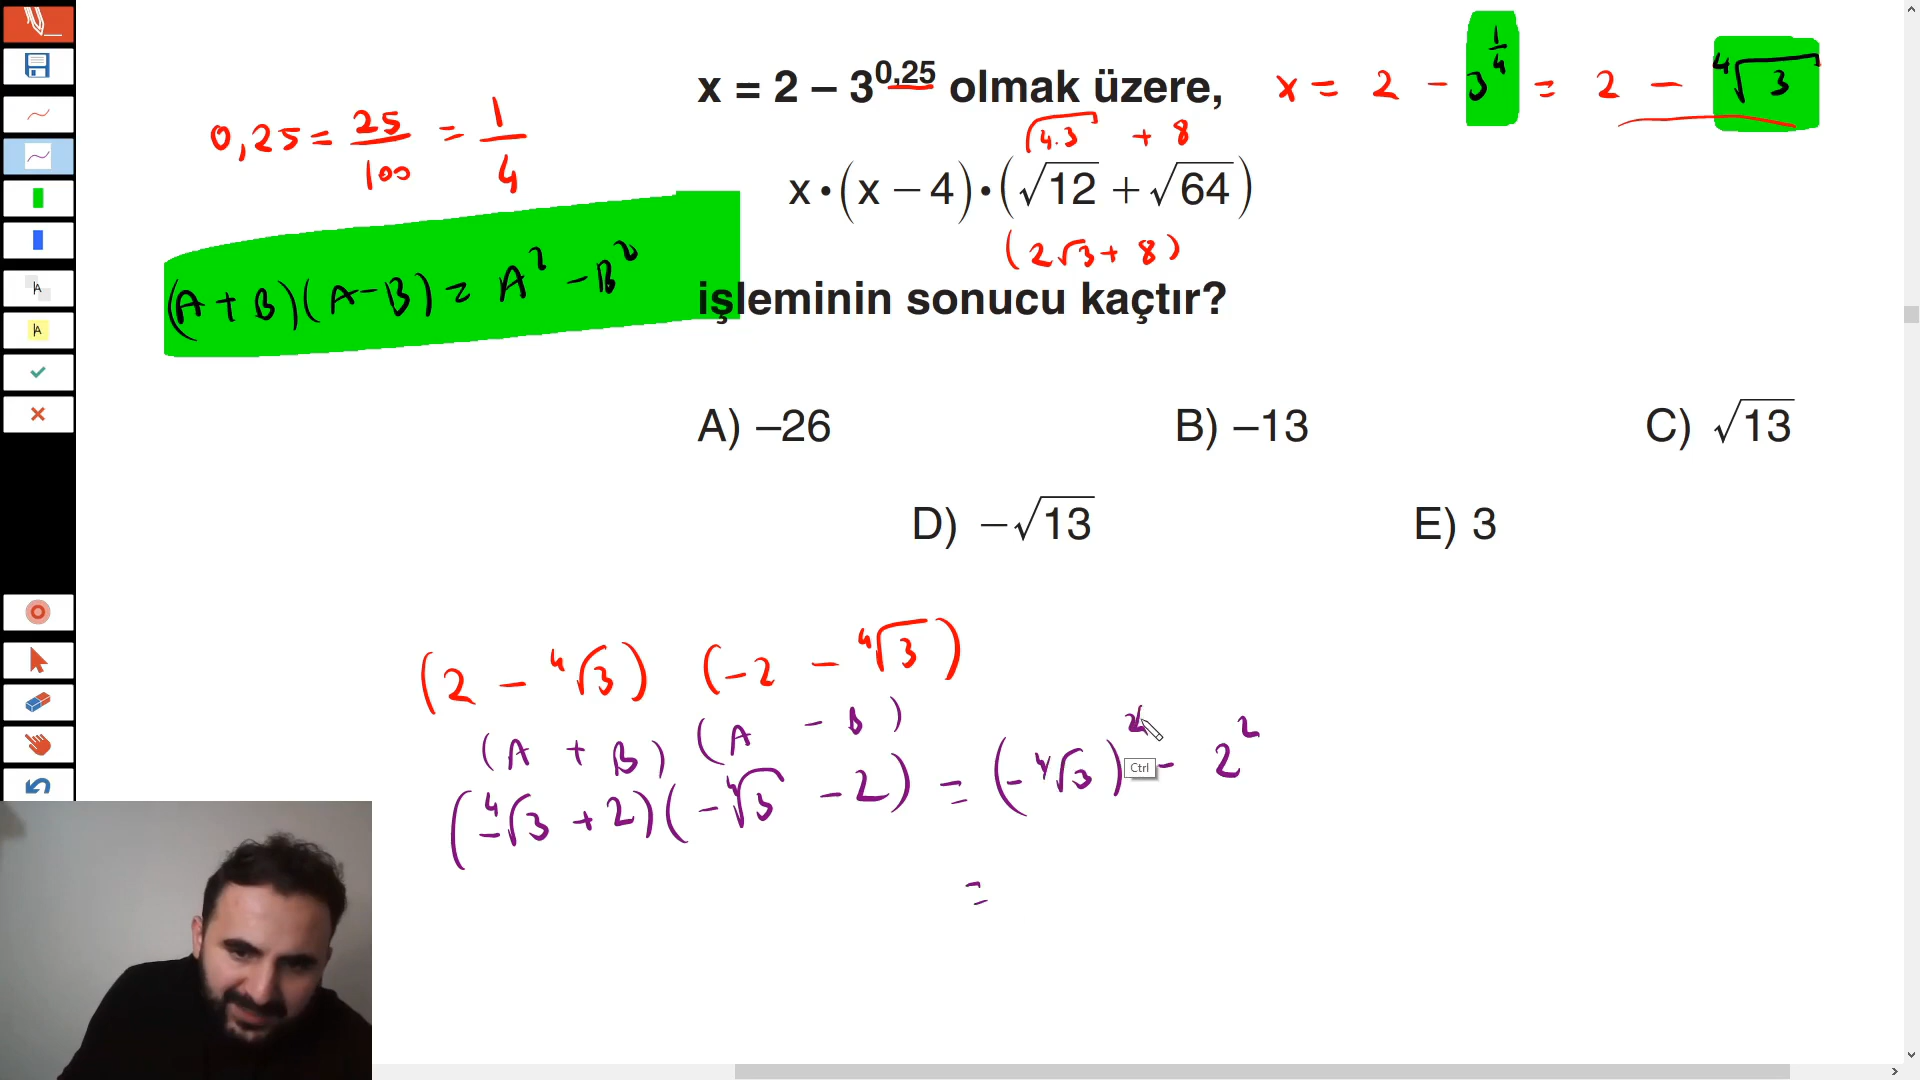 x = 2 – 3^0,25 olmak üzere,
x = 2 - 3^(1/4) = 2 - ⁴√3
0,25 = 25/100 = 1/4
√4.3 + 8
x•(x – 4)•(√12 + √64)
(2√3 + 8)
(A + B)(A - B) = A² - B²
işleminin sonucu kaçtır?
A) –26
B) –13
C) √13
D) –√13
E) 3
(2 - ⁴√3) (-2 - ⁴√3)
(A + B) (A - B)
(-⁴√3 + 2)(-⁴√3 - 2) = (-⁴√3)² - 2²
Ctrl
=
A
A